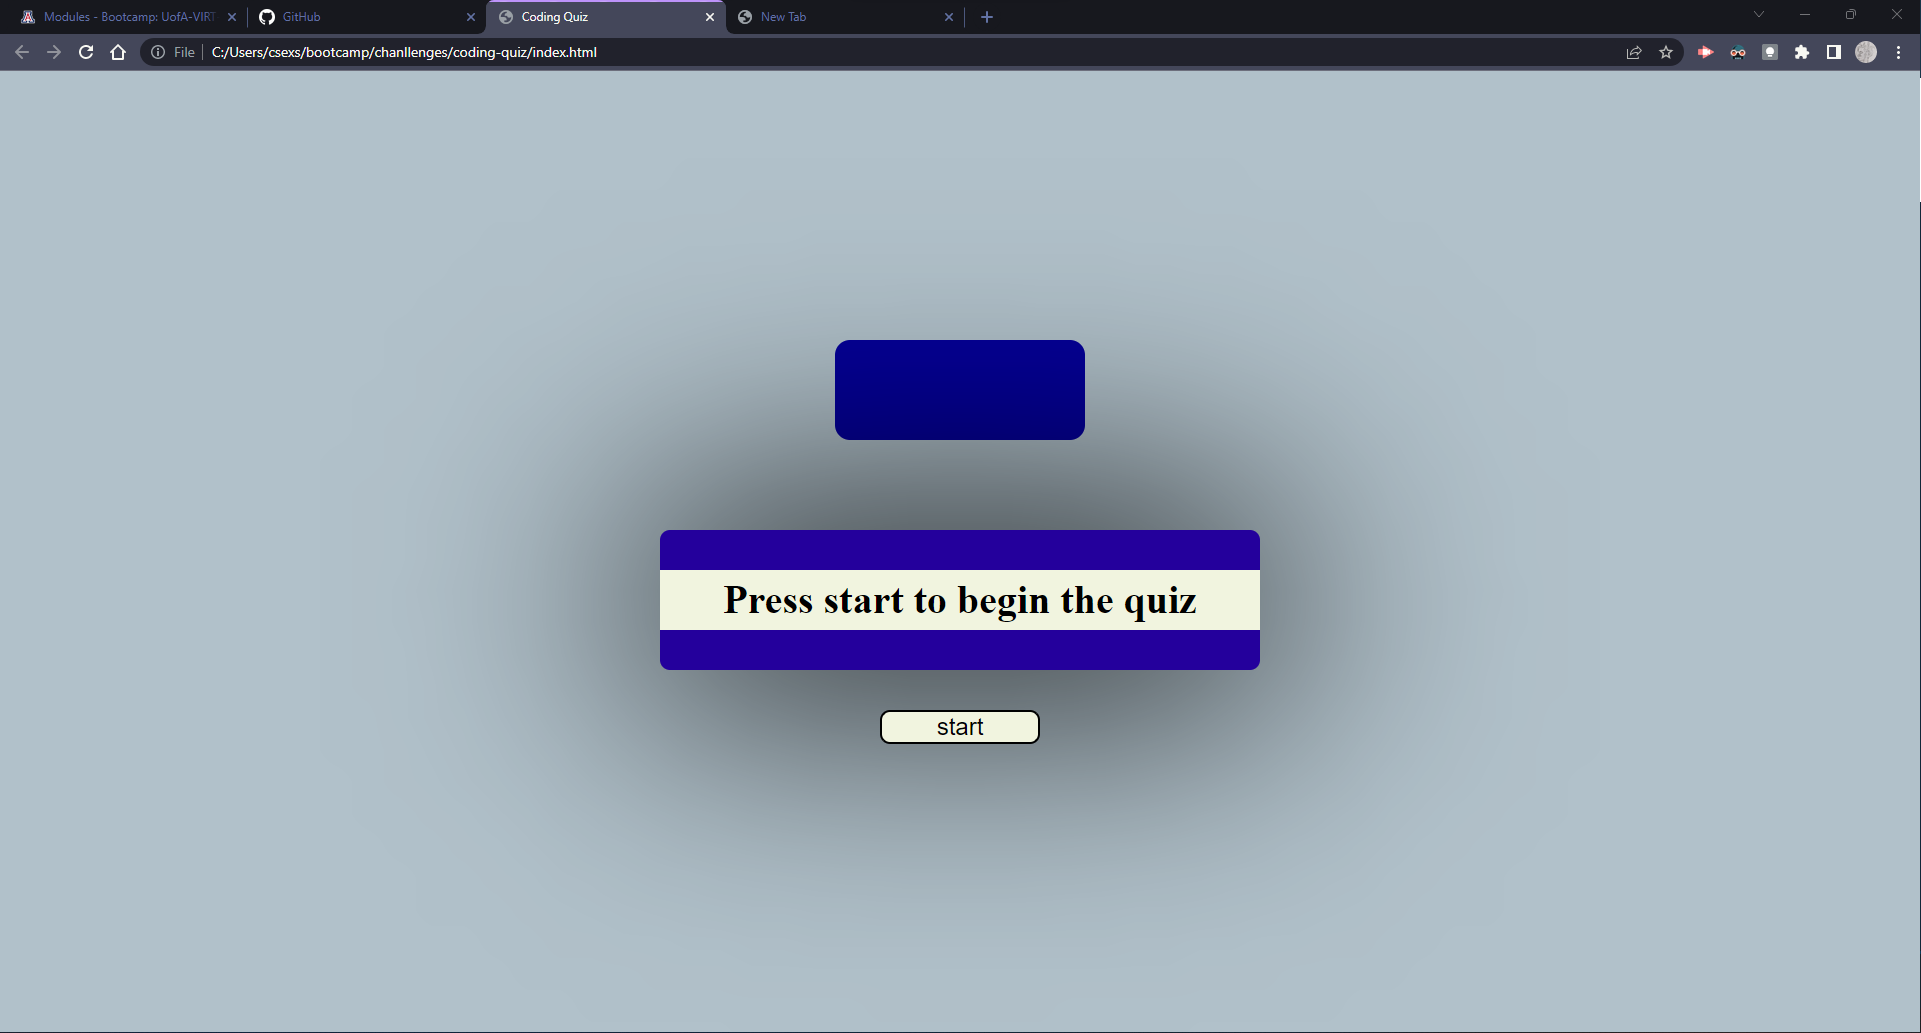 Modules - Bootcamp: UofA-VIRT
GitHub
Coding Quiz
New Tab
File
C:/Users/csexs/bootcamp/chanllenges/coding-quiz/index.html
Press start to begin the quiz
start